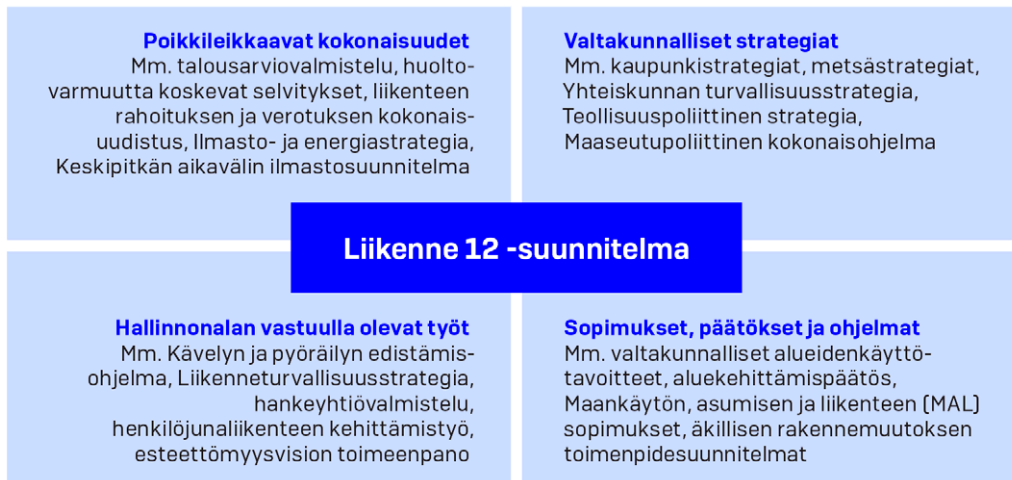 Poikkileikkaavat kokonaisuudet
Mm. talousarviovalmistelu, huolto-
varmuutta koskevat selvitykset, liikenteen
rahoituksen ja verotuksen kokonais-
uudistus, Ilmasto- ja energiastrategia,
Keskipitkän aikavälin ilmastosuunnitelma
Valtakunnalliset strategiat
Mm. kaupunkistrategiat, metsästrategiat,
Yhteiskunnan turvallisuusstrategia,
Teollisuuspoliittinen strategia,
Maaseutupoliittinen kokonaisohjelma
Liikenne 12 -suunnitelma
Hallinnonalan vastuulla olevat työt
Mm. Kävelyn ja pyöräilyn edistämis-
ohjelma, Liikenneturvallisuusstrategia,
hankeyhtiövalmistelu,
henkilöjunaliikenteen kehittämistyö,
esteettömyysvision toimeenpano
Sopimukset, päätökset ja ohjelmat
Mm. valtakunnalliset alueidenkäyttö-
tavoitteet, aluekehittämispäätös,
Maankäytön, asumisen ja liikenteen (MAL)
sopimukset, äkillisen rakennemuutoksen
toimenpidesuunnitelmat